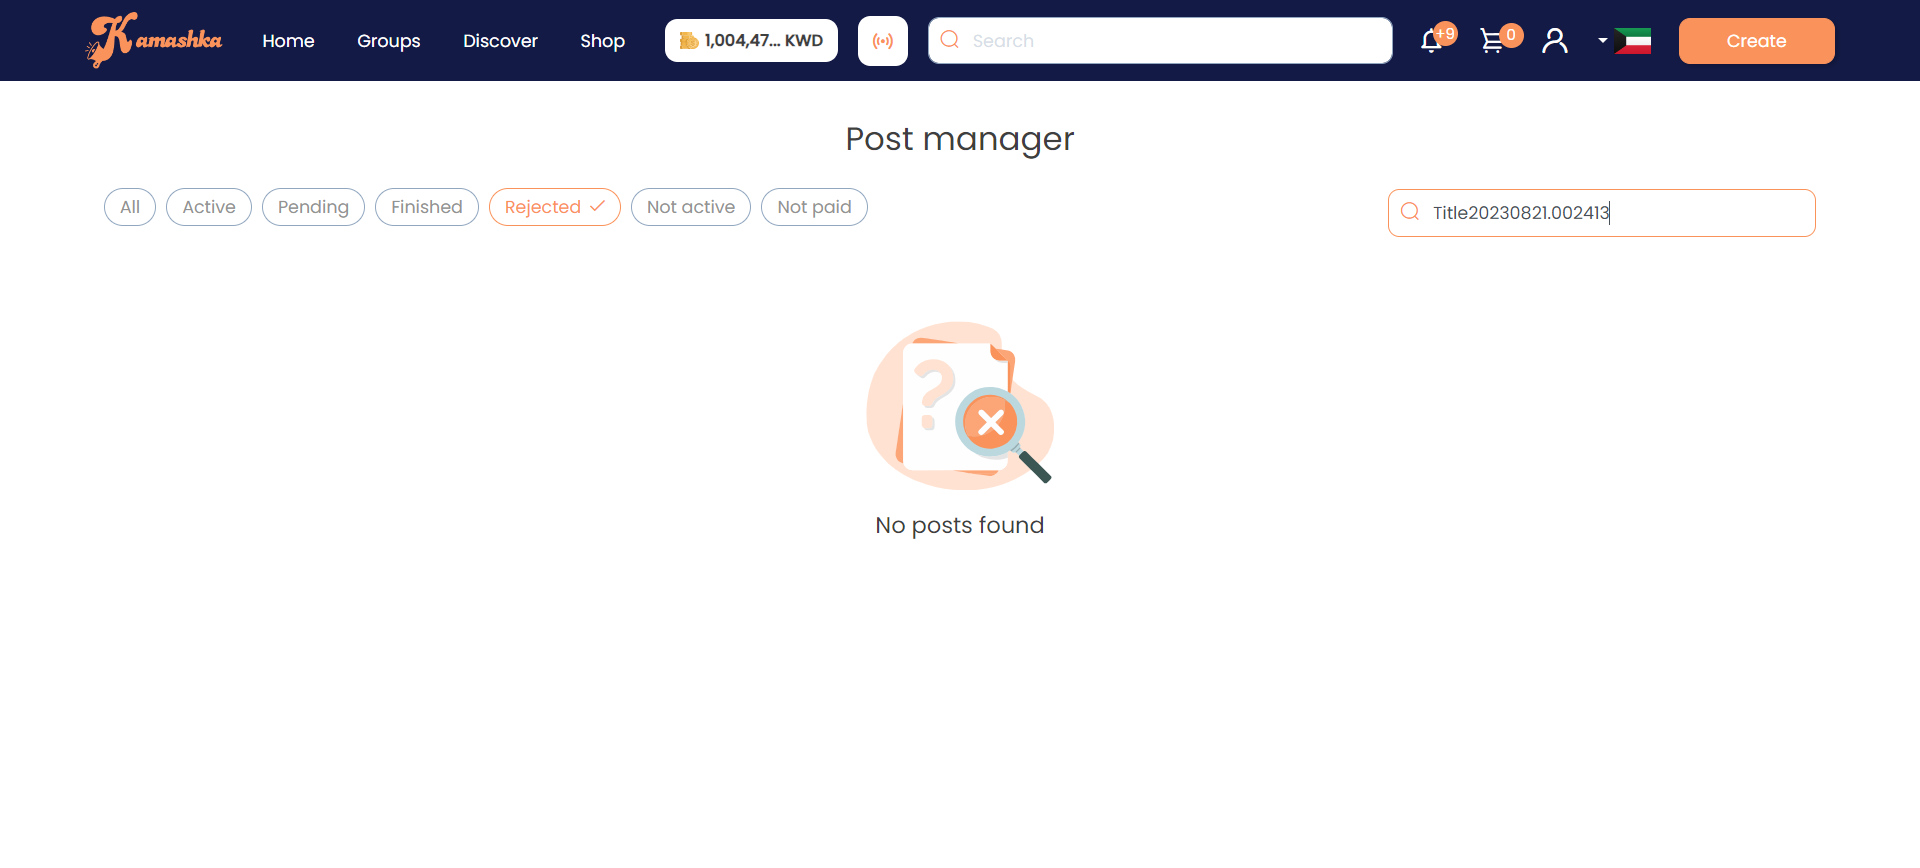 Kamashka Home Groups Discover Shop 1,004,47... KWD Search +9 0 Create
Post manager
All Active Pending Finished Rejected Not active Not paid Title20230821.002413
?
No posts found